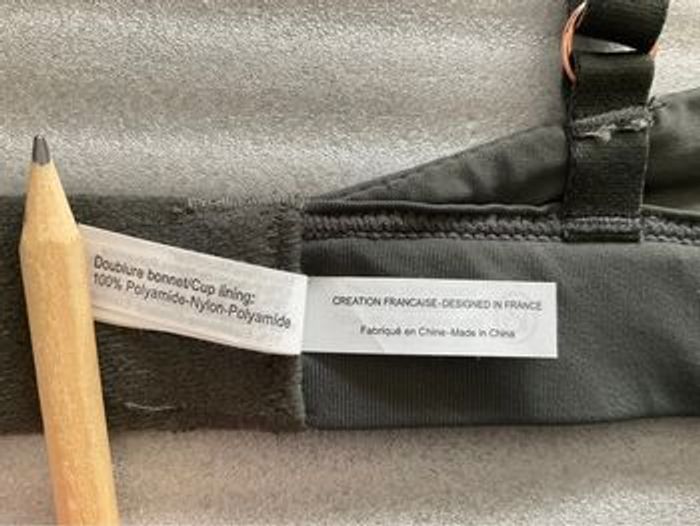 Doublure bonnet/Cup lining:
100% Polyamide-Nylon-Polyamide
CREATION FRANCAISE-DESIGNED IN FRANCE
Fabriqué en Chine-Made in China